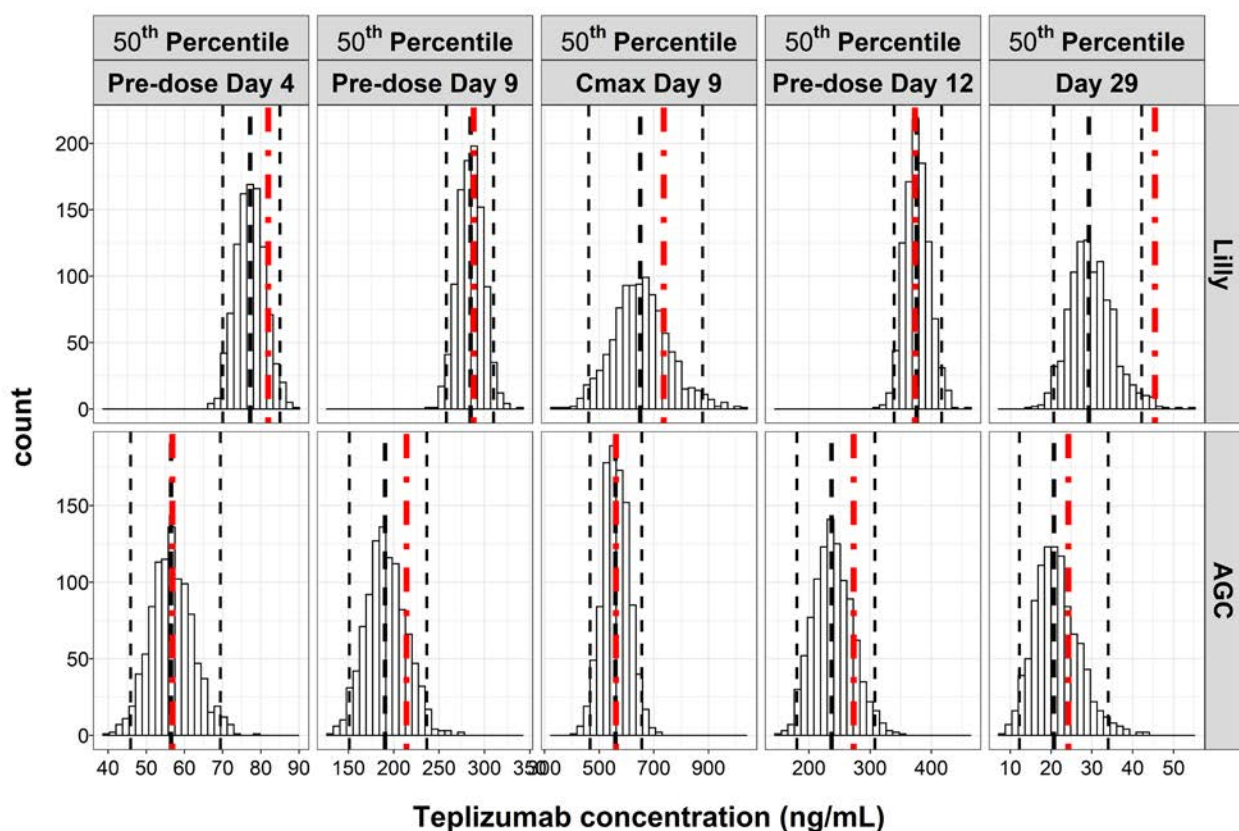 50th Percentile 50th Percentile 50th Percentile 50th Percentile 50th Percentile
Pre-dose Day 4 Pre-dose Day 9 Cmax Day 9 Pre-dose Day 12 Day 29
200
150
100
50
0
Lilly
count
150
100
50
0
AGC
40 50 60 70 80 90 150 200 250 300 350 500 700 900 200 400 10 20 30 40 50
Teplizumab concentration (ng/mL)